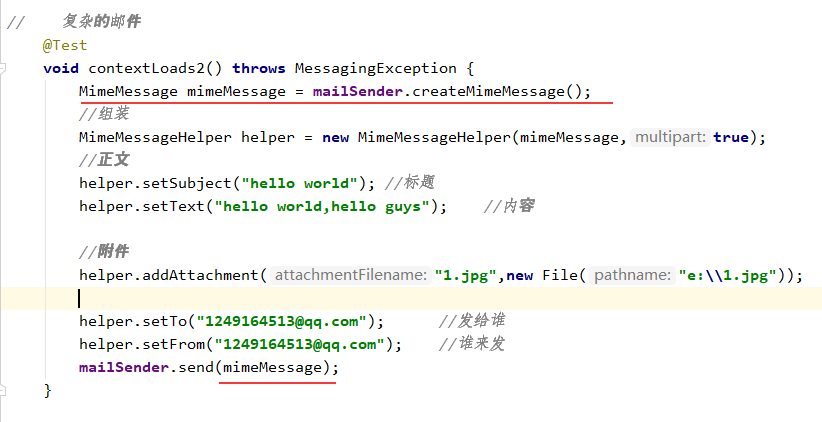 //    复杂的邮件
@Test
void contextLoads2() throws MessagingException {
MimeMessage mimeMessage = mailSender.createMimeMessage();
//组装
MimeMessageHelper helper = new MimeMessageHelper(mimeMessage, multipart: true);
//正文
helper.setSubject("hello world"); //标题
helper.setText("hello world,hello guys");    //内容
//附件
helper.addAttachment( attachmentFilename: "1.jpg",new File( pathname: "e:\\1.jpg"));
helper.setTo("1249164513@qq.com");      //发给谁
helper.setFrom("1249164513@qq.com");    //谁来发
mailSender.send(mimeMessage);
}